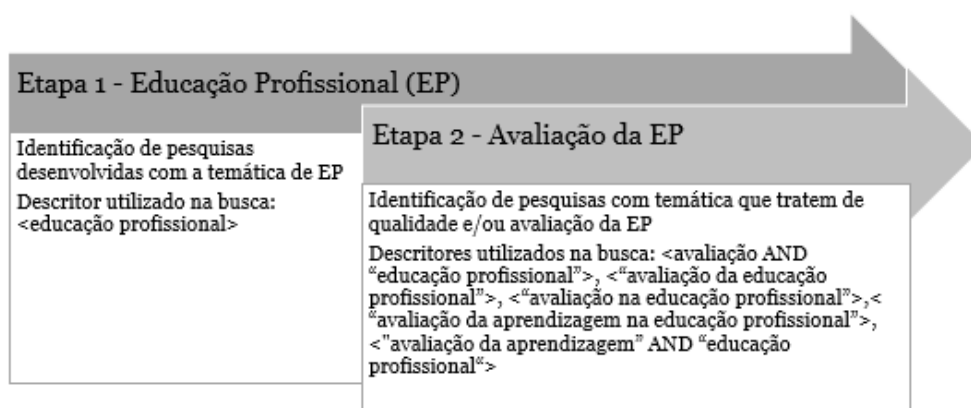 Etapa 1 - Educação Profissional (EP)
Identificação de pesquisas
desenvolvidas com a temática de EP
Descritor utilizado na busca:
<educação profissional>
Etapa 2 - Avaliação da EP
Identificação de pesquisas com temática que tratem de
qualidade e/ou avaliação da EP
Descritores utilizados na busca: <avaliação AND
“educação profissional”>, <“avaliação da educação
profissional”>, <“avaliação na educação profissional”>,<
“avaliação da aprendizagem na educação profissional”>,
<"avaliação da aprendizagem” AND “educação
profissional“>